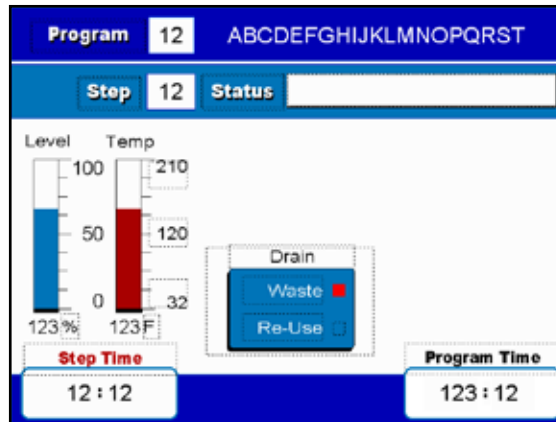 Program 12 ABCDEFGHIJKLMNOPQRST
Step 12 Status
Level Temp
100 210
50 120
0 32
123 % 123 F
Drain
Waste
Re-Use
Step Time
12 : 12
Program Time
123 : 12